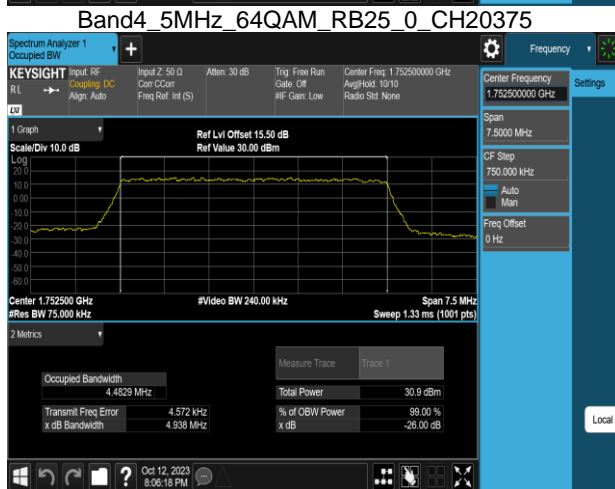 Band4_5MHz_64QAM_RB25_0_CH20375
Spectrum Analyzer 1
Occupied BW
+
Frequency
KEYSIGHT
RL
LXI
Input: RF
Coupling: DC
Align: Auto
Input Z: 50 Ω
Corr CCorr
Freq Ref: Int (S)
Atten: 30 dB
Trig: Free Run
Gate: Off
#IF Gain: Low
Center Freq: 1.752500000 GHz
Avg|Hold: 10/10
Radio Std: None
Center Frequency
1.752500000 GHz
Settings
Span
7.5000 MHz
CF Step
750.000 kHz
Auto
Man
Freq Offset
0 Hz
1 Graph
Scale/Div 10.0 dB
Ref Lvl Offset 15.50 dB
Ref Value 30.00 dBm
Log
20.0
10.0
0.00
-10.0
-20.0
-30.0
-40.0
-50.0
-60.0
Center 1.752500 GHz
#Res BW 75.000 kHz
#Video BW 240.00 kHz
Span 7.5 MHz
Sweep 1.33 ms (1001 pts)
2 Metrics
Measure Trace
Trace 1
Occupied Bandwidth
4.4829 MHz
Total Power 30.9 dBm
Transmit Freq Error 4.572 kHz
% of OBW Power 99.00 %
x dB Bandwidth 4.938 MHz
x dB -26.00 dB
Local
?
Oct 12, 2023
8:06:18 PM